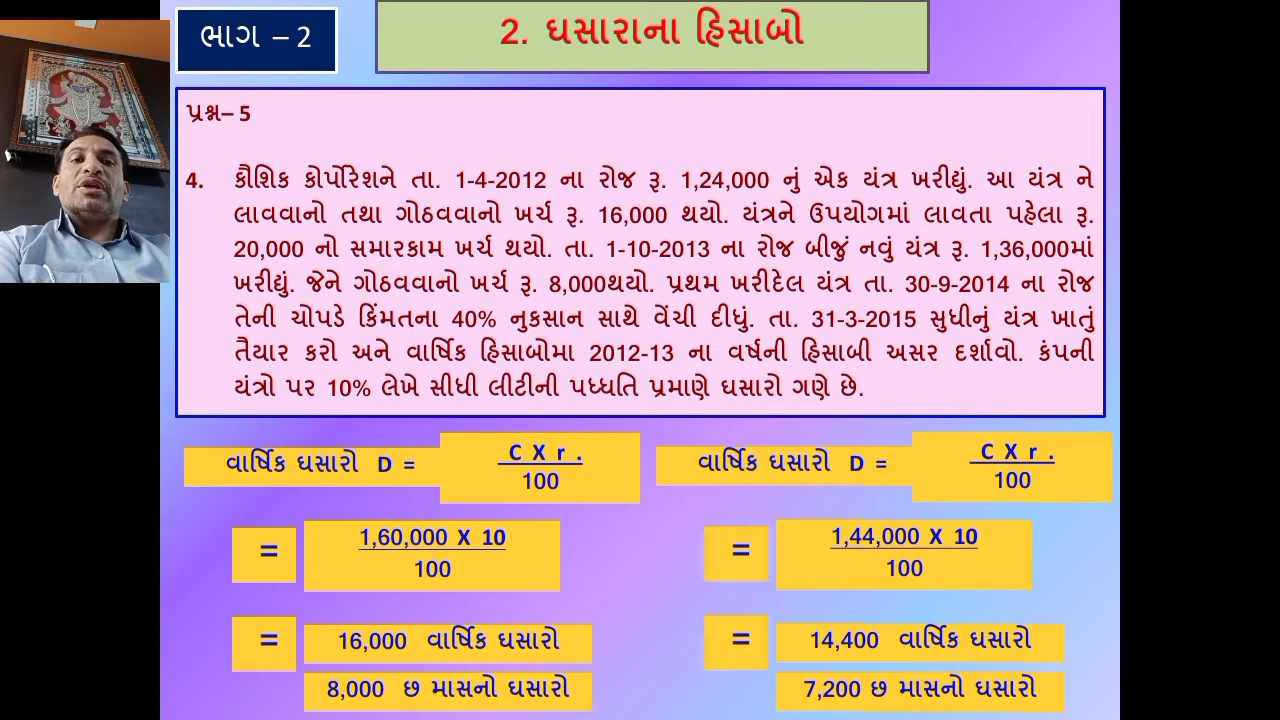 ભાગ – 2
2. ઘસારાના હિસાબો
પ્રશ્ન– 5
4. કૌશિક કોર્પોરેશને તા. 1-4-2012 ના રોજ રૂ. 1,24,000 નું એક યંત્ર ખરીદ્યું. આ યંત્ર ને
લાવવાનો તથા ગોઠવવાનો ખર્ચ રૂ. 16,000 થયો. યંત્રને ઉપયોગમાં લાવતા પહેલા રૂ.
20,000 નો સમારકામ ખર્ચ થયો. તા. 1-10-2013 ના રોજ બીજું નવું યંત્ર રૂ. 1,36,000માં
ખરીદ્યું. જેને ગોઠવવાનો ખર્ચ રૂ. 8,000થયો. પ્રથમ ખરીદેલ યંત્ર તા. 30-9-2014 ના રોજ
તેની ચોપડે કિંમતના 40% નુકસાન સાથે વેંચી દીધું. તા. 31-3-2015 સુધીનું યંત્ર ખાતું
તૈયાર કરો અને વાર્ષિક હિસાબોમા 2012-13 ના વર્ષની હિસાબી અસર દર્શાવો. કંપની
યંત્રો પર 10% લેખે સીધી લીટીની પધ્ધતિ પ્રમાણે ઘસારો ગણે છે.
વાર્ષિક ઘસારો D = C X r .
100
= 1,60,000 X 10
100
= 16,000 વાર્ષિક ઘસારો
8,000 છ માસનો ઘસારો
વાર્ષિક ઘસારો D = C X r .
100
= 1,44,000 X 10
100
= 14,400 વાર્ષિક ઘસારો
7,200 છ માસનો ઘસારો